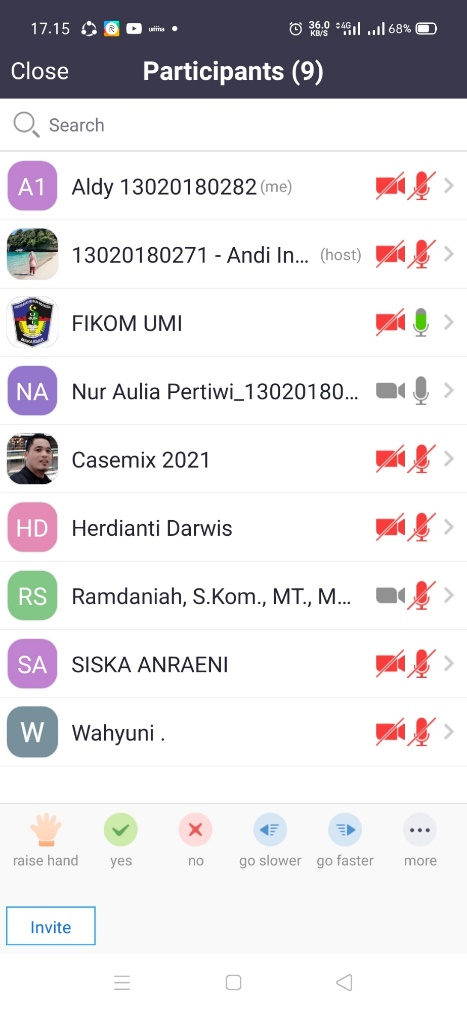 17.15 36.0 KB/S 4G 68%
Close Participants (9)
Search
A1 Aldy 13020180282 (me)
13020180271 - Andi In... (host)
FIKOM UMI
NA Nur Aulia Pertiwi_13020180...
Casemix 2021
HD Herdianti Darwis
RS Ramdaniah, S.Kom., MT., M...
SA SISKA ANRAENI
W Wahyuni .
raise hand yes no go slower go faster more
Invite